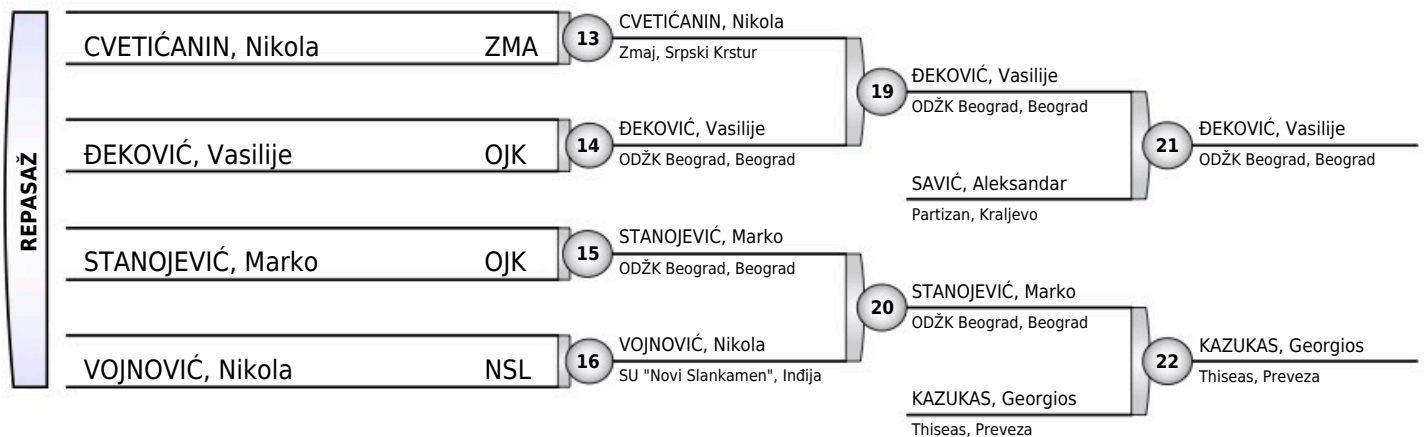 REPASAŽ
CVETIĆANIN, Nikola ZMA
13
CVETIĆANIN, Nikola
Zmaj, Srpski Krstur
ĐEKOVIĆ, Vasilije OJK
14
ĐEKOVIĆ, Vasilije
ODŽK Beograd, Beograd
STANOJEVIĆ, Marko OJK
15
STANOJEVIĆ, Marko
ODŽK Beograd, Beograd
VOJNOVIĆ, Nikola NSL
16
VOJNOVIĆ, Nikola
SU "Novi Slankamen", Inđija
19
ĐEKOVIĆ, Vasilije
ODŽK Beograd, Beograd
SAVIĆ, Aleksandar
Partizan, Kraljevo
20
STANOJEVIĆ, Marko
ODŽK Beograd, Beograd
KAZUKAS, Georgios
Thiseas, Preveza
21
ĐEKOVIĆ, Vasilije
ODŽK Beograd, Beograd
22
KAZUKAS, Georgios
Thiseas, Preveza